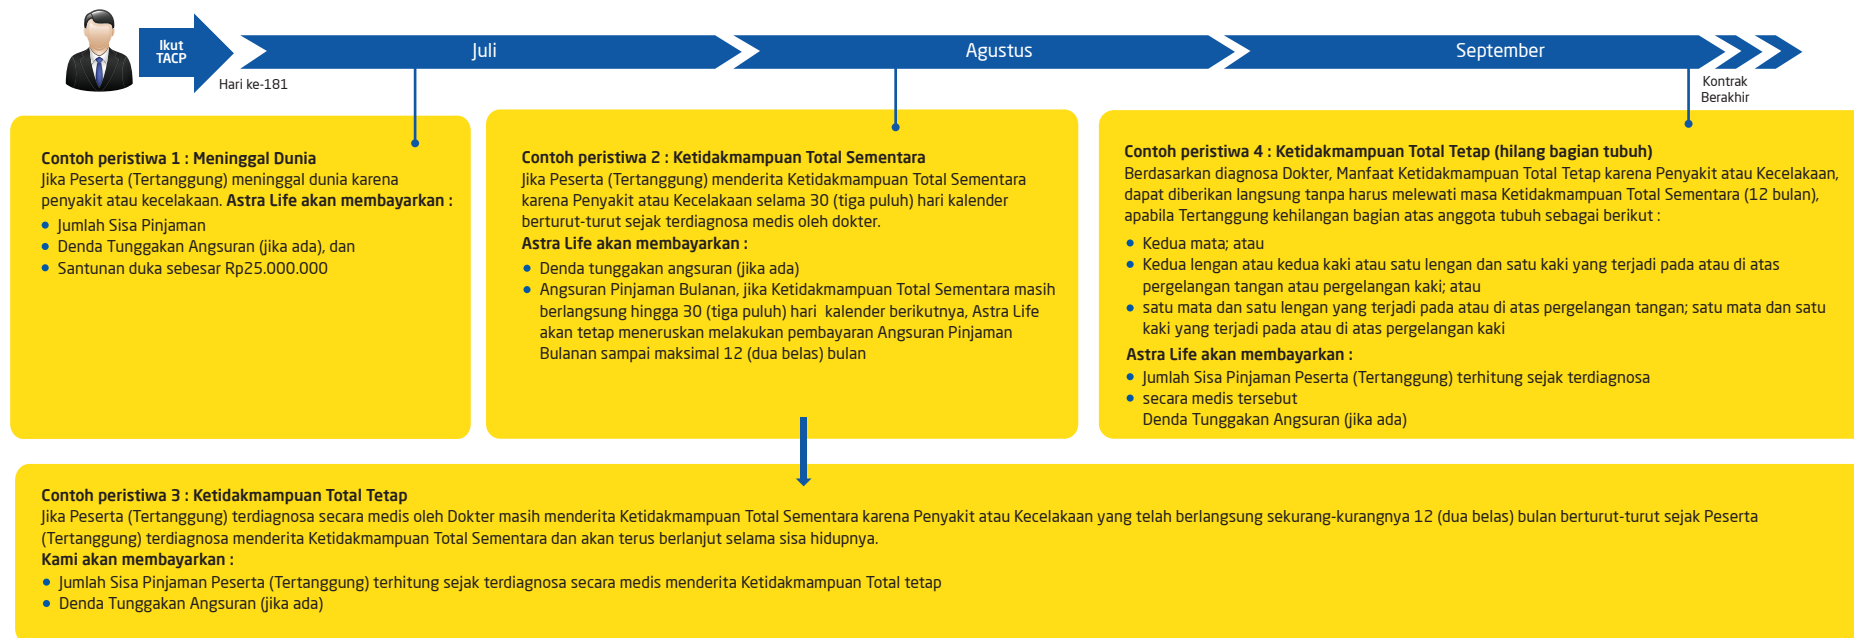 Ikut
TACP
Juli
Agustus
September
Hari ke-181
Kontrak
Berakhir
Contoh peristiwa 1 : Meninggal Dunia
Jika Peserta (Tertanggung) meninggal dunia karena
penyakit atau kecelakaan. Astra Life akan membayarkan :
Jumlah Sisa Pinjaman
Denda Tunggakan Angsuran (jika ada), dan
Santunan duka sebesar Rp25.000.000
Contoh peristiwa 2 : Ketidakmampuan Total Sementara
Jika Peserta (Tertanggung) menderita Ketidakmampuan Total Sementara
karena Penyakit atau Kecelakaan selama 30 (tiga puluh) hari kalender
berturut-turut sejak terdiagnosa medis oleh dokter.
Astra Life akan membayarkan :
Denda tunggakan angsuran (jika ada)
Angsuran Pinjaman Bulanan, jika Ketidakmampuan Total Sementara masih
berlangsung hingga 30 (tiga puluh) hari kalender berikutnya, Astra Life
akan tetap meneruskan melakukan pembayaran Angsuran Pinjaman
Bulanan sampai maksimal 12 (dua belas) bulan
Contoh peristiwa 4 : Ketidakmampuan Total Tetap (hilang bagian tubuh)
Berdasarkan diagnosa Dokter, Manfaat Ketidakmampuan Total Tetap karena Penyakit atau Kecelakaan,
dapat diberikan langsung tanpa harus melewati masa Ketidakmampuan Total Sementara (12 bulan),
apabila Tertanggung kehilangan bagian atas anggota tubuh sebagai berikut :
Kedua mata; atau
Kedua lengan atau kedua kaki atau satu lengan dan satu kaki yang terjadi pada atau di atas
pergelangan tangan atau pergelangan kaki; atau
satu mata dan satu lengan yang terjadi pada atau di atas pergelangan tangan; satu mata dan satu
kaki yang terjadi pada atau di atas pergelangan kaki
Astra Life akan membayarkan :
Jumlah Sisa Pinjaman Peserta (Tertanggung) terhitung sejak terdiagnosa
secara medis tersebut
Denda Tunggakan Angsuran (jika ada)
Contoh peristiwa 3 : Ketidakmampuan Total Tetap
Jika Peserta (Tertanggung) terdiagnosa secara medis oleh Dokter masih menderita Ketidakmampuan Total Sementara karena Penyakit atau Kecelakaan yang telah berlangsung sekurang-kurangnya 12 (dua belas) bulan berturut-turut sejak Peserta
(Tertanggung) terdiagnosa menderita Ketidakmampuan Total Sementara dan akan terus berlanjut selama sisa hidupnya.
Kami akan membayarkan :
Jumlah Sisa Pinjaman Peserta (Tertanggung) terhitung sejak terdiagnosa secara medis menderita Ketidakmampuan Total tetap
Denda Tunggakan Angsuran (jika ada)